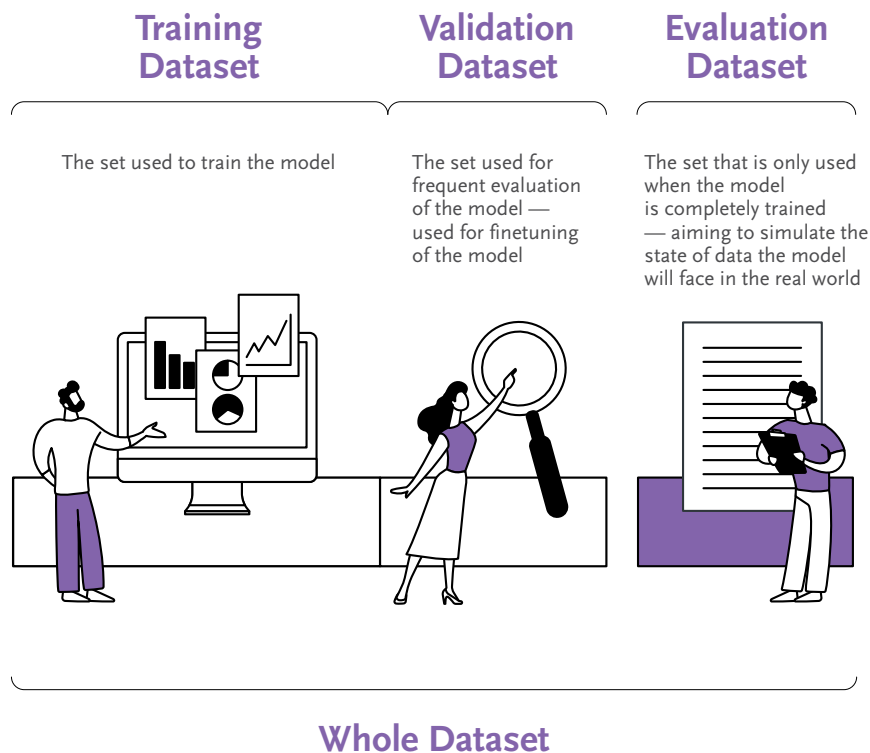 Training
Dataset
Validation
Dataset
Evaluation
Dataset
The set used to train the model
The set used for
frequent evaluation
of the model —
used for finetuning
of the model
The set that is only used
when the model
is completely trained
— aiming to simulate the
state of data the model
will face in the real world
Whole Dataset